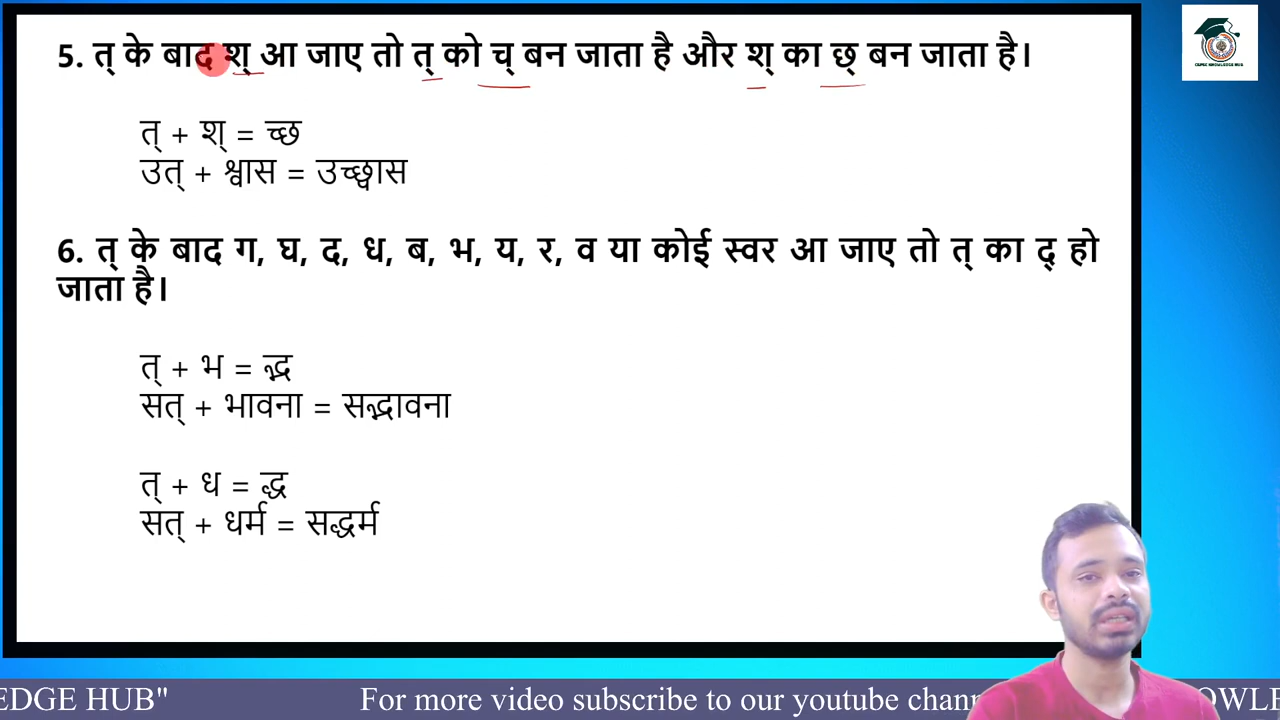 5. त् के बाद श् आ जाए तो त् को च् बन जाता है और श् का छ् बन जाता है।
त् + श् = च्छ
उत् + श्वास = उच्छ्वास
6. त् के बाद ग, घ, द, ध, ब, भ, य, र, व या कोई स्वर आ जाए तो त् का द् हो
जाता है।
त् + भ = द्भ
सत् + भावना = सद्भावना
त् + ध = द्ध
सत् + धर्म = सद्धर्म
EDGE HUB" For more video subscribe to our youtube chan OWLE